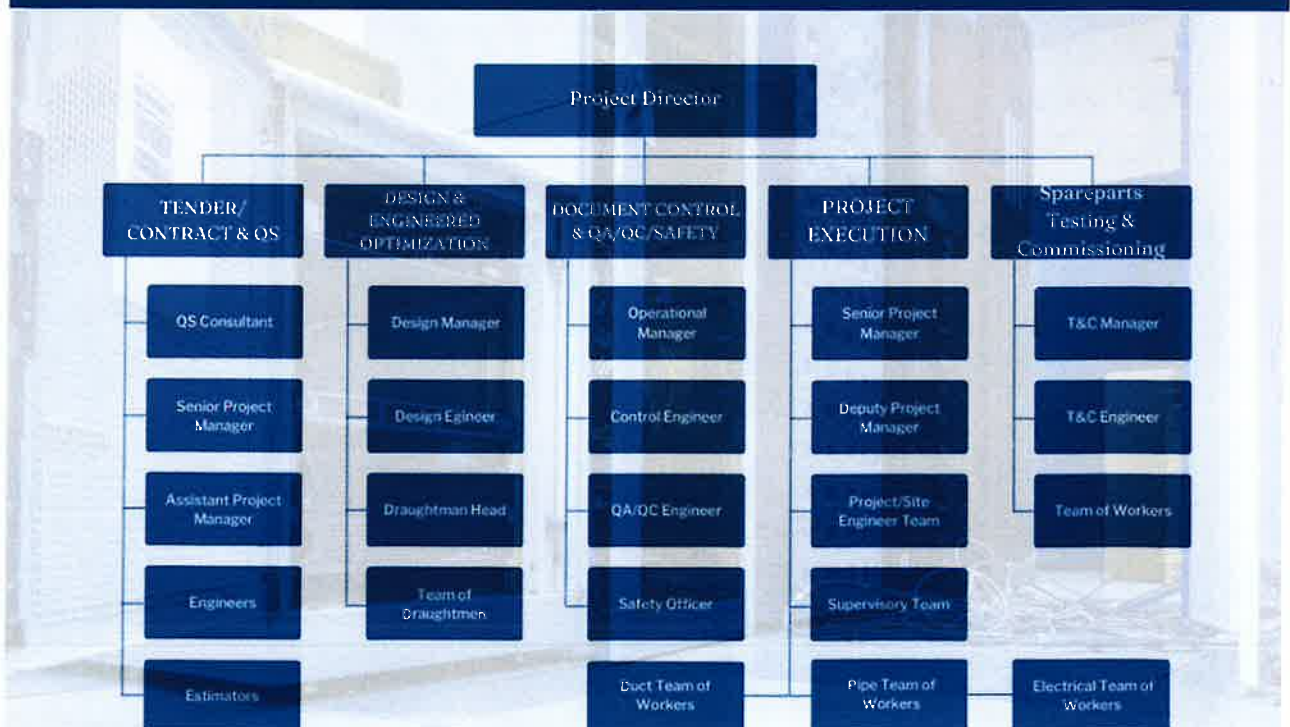 Project Director
TENDER/
CONTRACT & QS
DESIGN &
ENGINEERED
OPTIMIZATION
DOCUMENT CONTROL
& QA/QC/SAFETY
PROJECT
EXECUTION
Spareparts
Testing &
Commissioning
QS Consultant
Senior Project
Manager
Assistant Project
Manager
Engineers
Estimators
Design Manager
Design Egineer
Draughtman Head
Team of
Draughtmen
Operational
Manager
Control Engineer
QA/QC Engineer
Safety Officer
Senior Project
Manager
Deputy Project
Manager
Project/Site
Engineer Team
Supervisory Team
Duct Team of
Workers
Pipe Team of
Workers
Electrical Team of
Workers
T&C Manager
T&C Engineer
Team of Workers